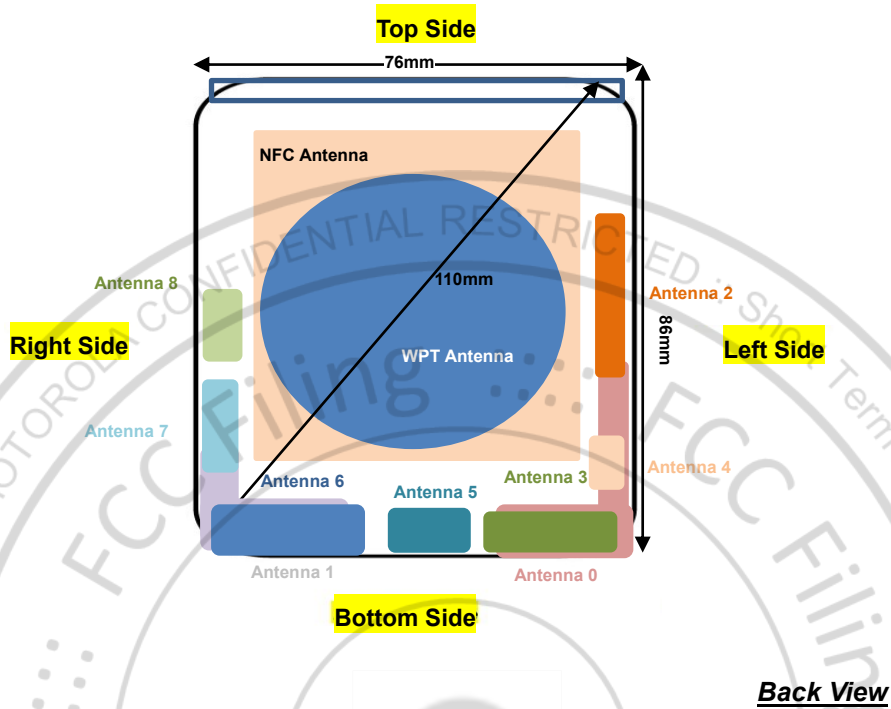 Top Side
76mm
NFC Antenna
MOTOROLA CONFIDENTIAL RESTRICTED :: Short Term
110mm
Antenna 8
Antenna 2
86mm
Right Side
WPT Antenna
Left Side
FCC Filing :::: FCC Filing
Antenna 7
Antenna 6
Antenna 5
Antenna 3
Antenna 4
Antenna 1
Antenna 0
Bottom Side
Back View